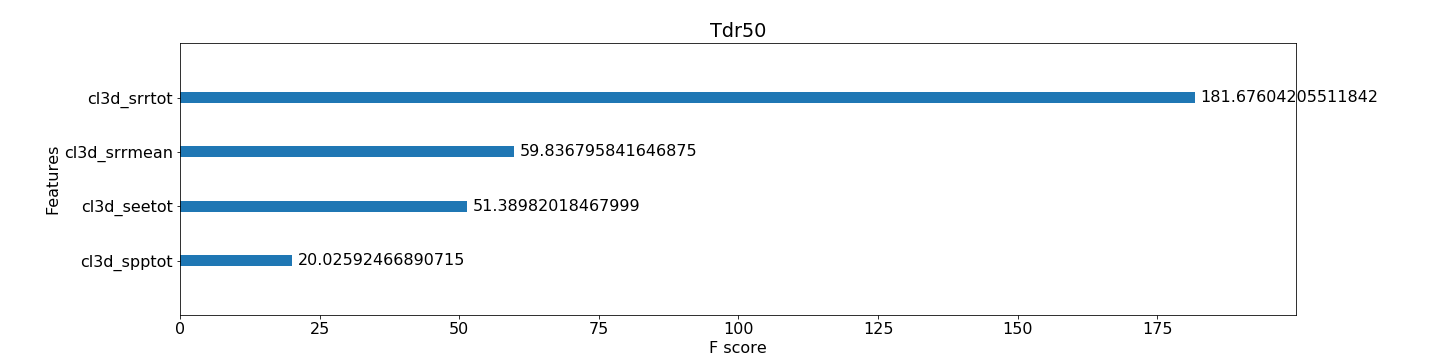 Tdr50
cl3d_srrtot 181.67604205511842
cl3d_srrmean 59.836795841646875
cl3d_seetot 51.38982018467999
cl3d_spptot 20.02592466890715
Features
0 25 50 75 100 125 150 175
F score